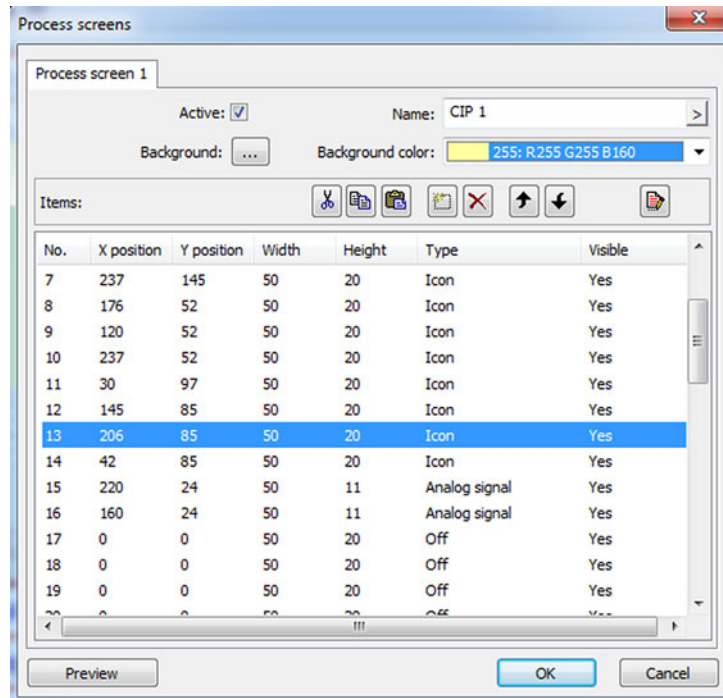 Process screens
Process screen 1
Active: Name: CIP 1 >
Background: ... Background color: 255: R255 G255 B160
Items:
No. X position Y position Width Height Type Visible
7 237 145 50 20 Icon Yes
8 176 52 50 20 Icon Yes
9 120 52 50 20 Icon Yes
10 237 52 50 20 Icon Yes
11 30 97 50 20 Icon Yes
12 145 85 50 20 Icon Yes
13 206 85 50 20 Icon Yes
14 42 85 50 20 Icon Yes
15 220 24 50 11 Analog signal Yes
16 160 24 50 11 Analog signal Yes
17 0 0 50 20 Off Yes
18 0 0 50 20 Off Yes
19 0 0 50 20 Off Yes
Preview OK Cancel